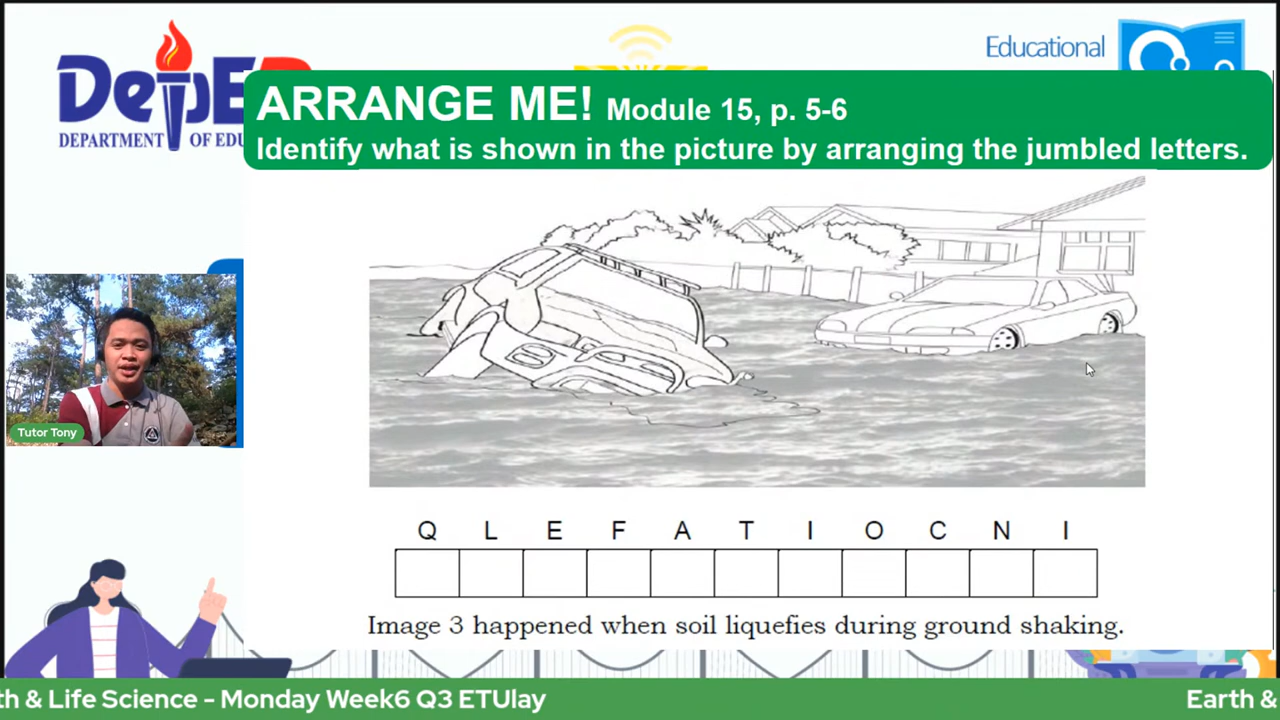 DepE
DEPARTMENT OF EDU
Educational
ARRANGE ME! Module 15, p. 5-6
Identify what is shown in the picture by arranging the jumbled letters.
Tutor Tony
Q L E F A T I O C N I
Image 3 happened when soil liquefies during ground shaking.
th & Life Science - Monday Week6 Q3 ETUlay
Earth &